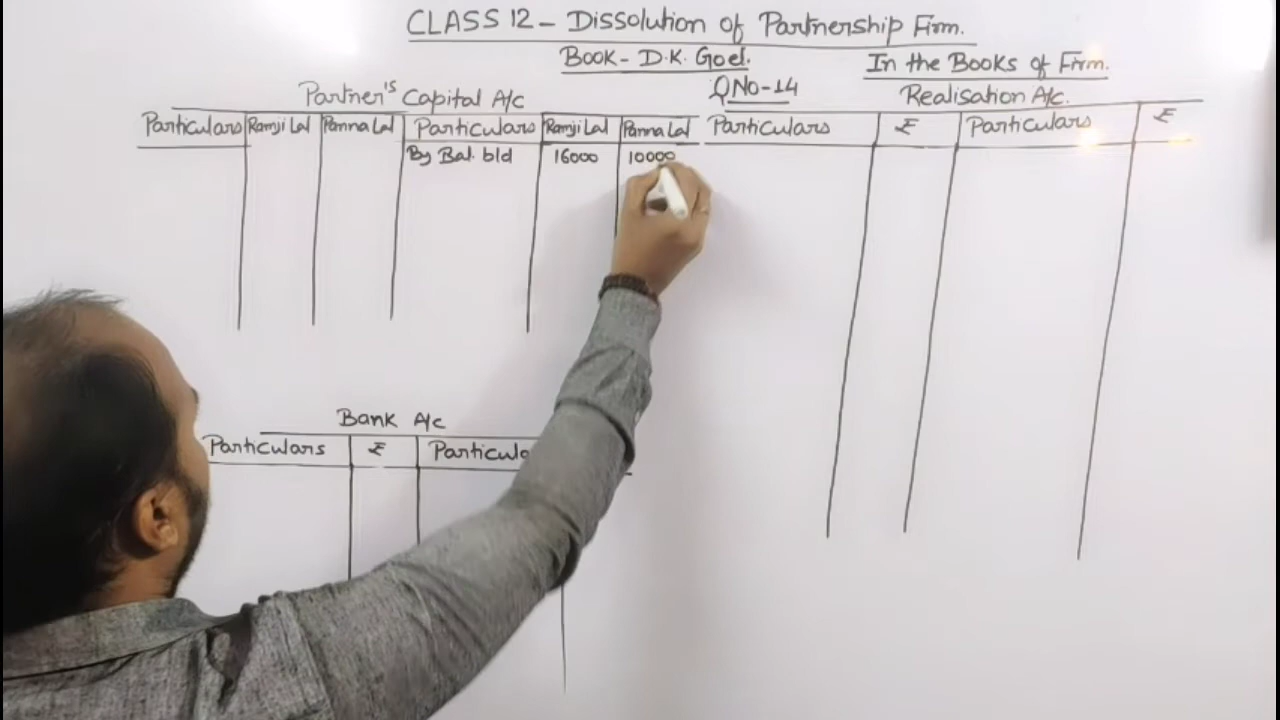 CLASS 12 - Dissolution of Partnership Firm.
Book - D.K. Goel.
QNo-14
In the Books of Firm.
Partner's Capital A/c
Particulars Ramji Lal Panna Lal Particulars Ramji Lal Panna Lal
By Bal. b/d 16000 10000
Realisation A/c.
Particulars ₹ Particulars ₹
Bank A/c
Particulars ₹